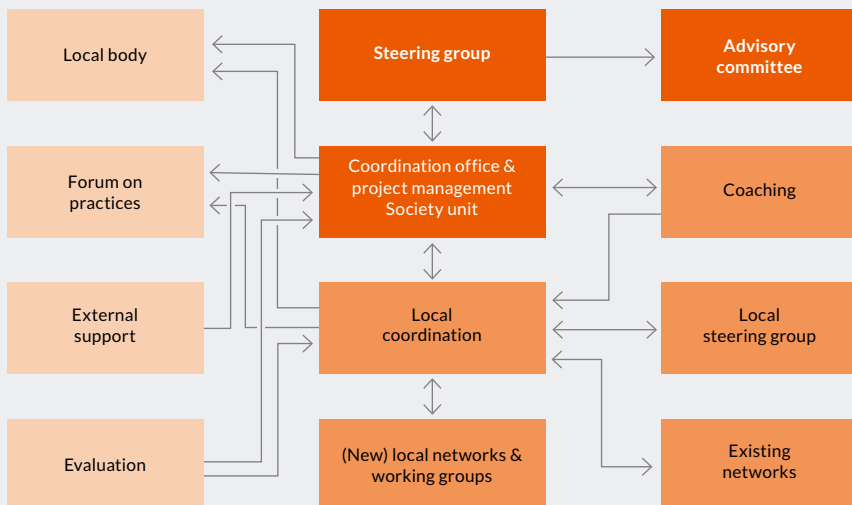 Local body
Steering group
Advisory
committee
Forum on
practices
Coordination office &
project management
Society unit
Coaching
External
support
Local
coordination
Local
steering group
Evaluation
(New) local networks &
working groups
Existing
networks